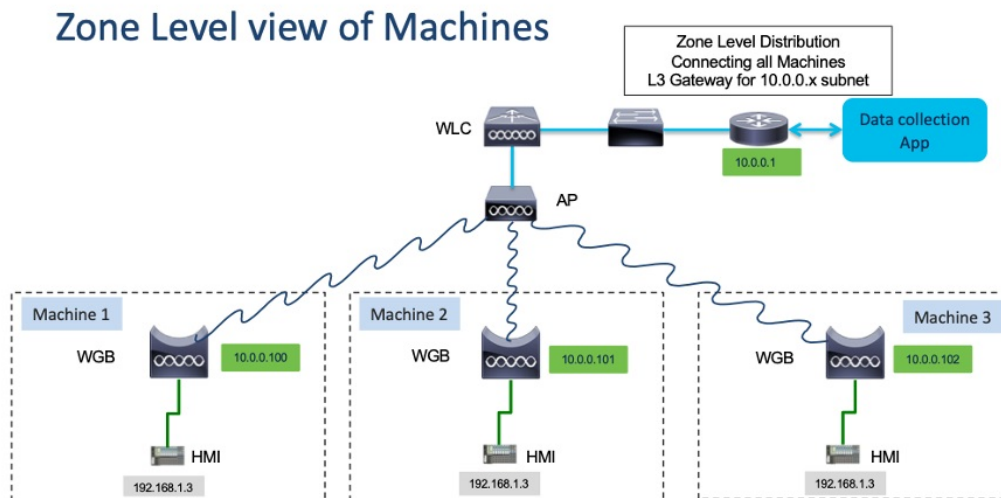 Zone Level view of Machines
Zone Level Distribution
Connecting all Machines
L3 Gateway for 10.0.0.x subnet
WLC
10.0.0.1
Data collection
App
AP
Machine 1
WGB
10.0.0.100
HMI
192.168.1.3
Machine 2
WGB
10.0.0.101
HMI
192.168.1.3
Machine 3
WGB
10.0.0.102
HMI
192.168.1.3